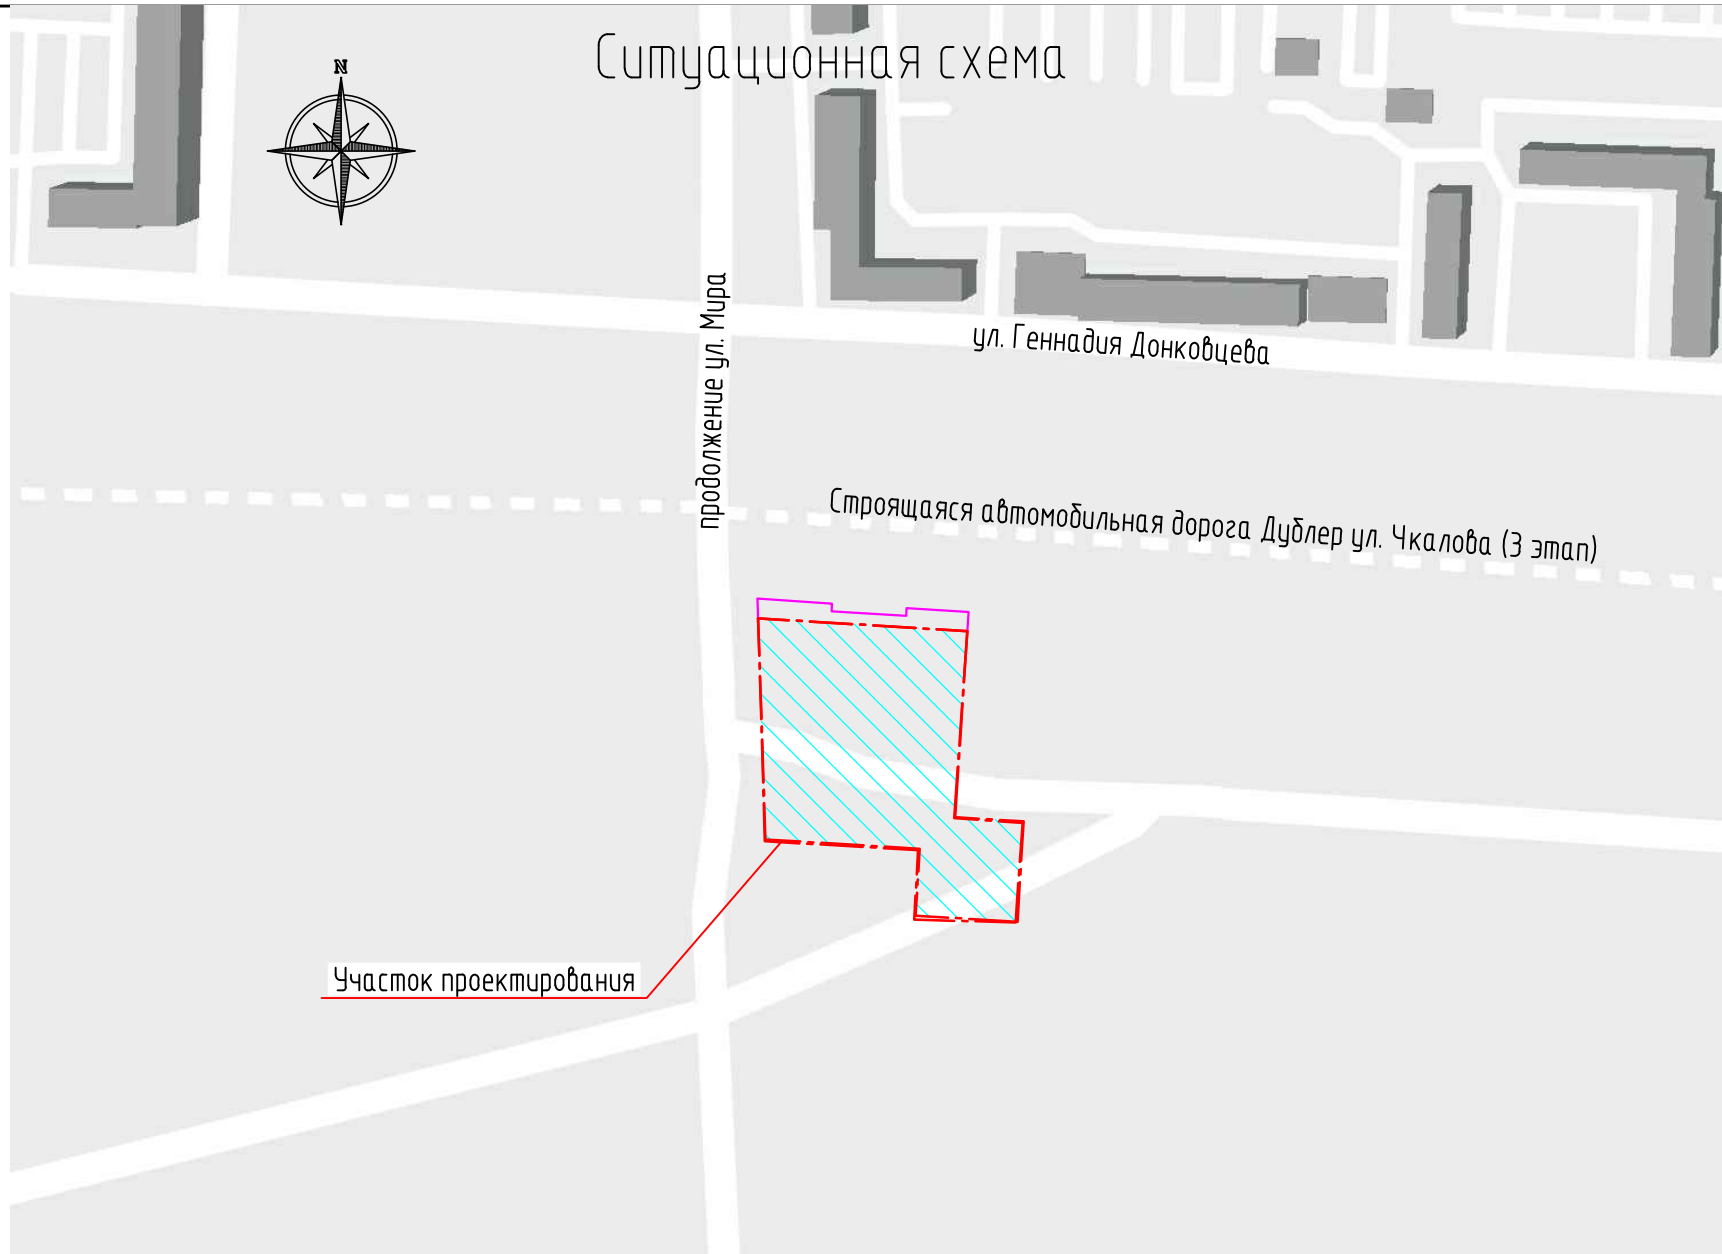 Ситуационная схема
N
продолжение ул. Мира
ул. Геннадия Донковцева
Строящаяся автомобильная дорога Дублер ул. Чкалова (3 этап)
Участок проектирования